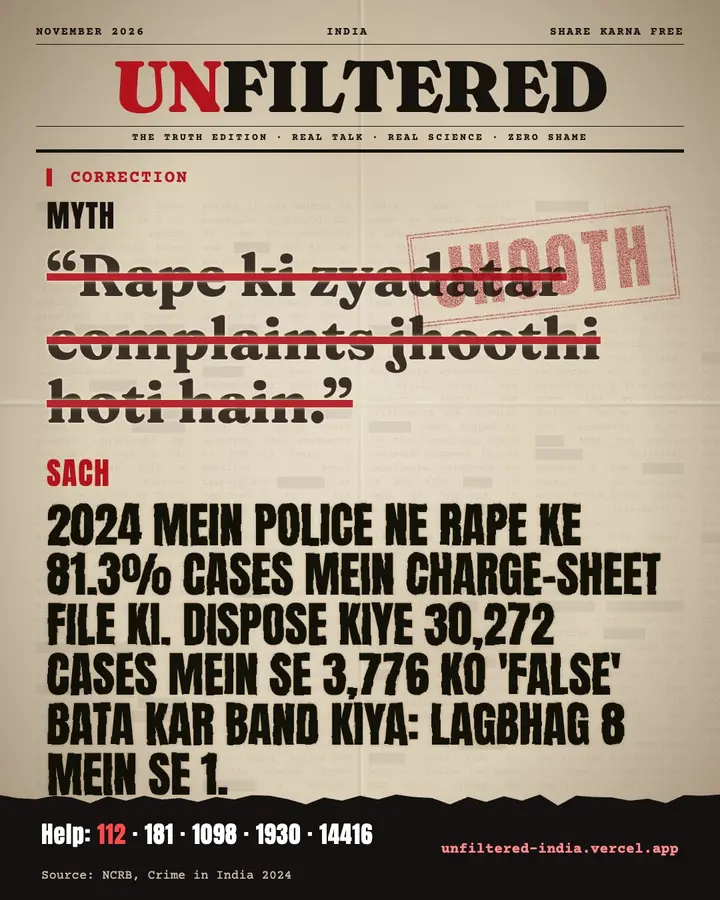 NOVEMBER 2026 INDIA SHARE KARNA FREE
UNFILTERED
THE TRUTH EDITION · REAL TALK · REAL SCIENCE · ZERO SHAME
CORRECTION
MYTH
JHOOTH
“Rape ki zyadatar
complaints jhoothi
hoti hain.”
SACH
2024 MEIN POLICE NE RAPE KE
81.3% CASES MEIN CHARGE-SHEET
FILE KI. DISPOSE KIYE 30,272
CASES MEIN SE 3,776 KO 'FALSE'
BATA KAR BAND KIYA: LAGBHAG 8
MEIN SE 1.
Help: 112 · 181 · 1098 · 1930 · 14416
unfiltered-india.vercel.app
Source: NCRB, Crime in India 2024